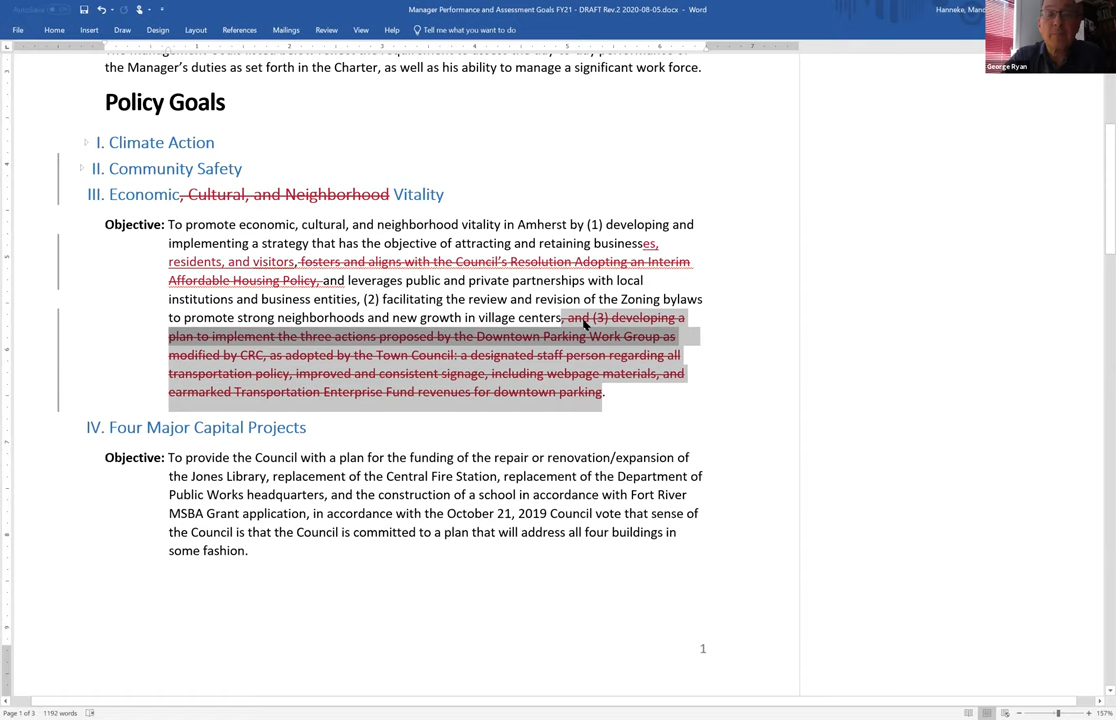 AutoSave
Manager Performance and Assessment Goals FY21 - DRAFT Rev.2 2020-08-05.docx - Word
Hanneke,
File Home Insert Draw Design Layout References Mailings Review View Help Tell me what you want to do
George Ryan
the Manager's duties as set forth in the Charter, as well as his ability to manage a significant work force.
Policy Goals
I. Climate Action
II. Community Safety
III. Economic, Cultural, and Neighborhood Vitality
Objective: To promote economic, cultural, and neighborhood vitality in Amherst by (1) developing and
implementing a strategy that has the objective of attracting and retaining businesses,
residents, and visitors, fosters and aligns with the Council's Resolution Adopting an Interim
Affordable Housing Policy, and leverages public and private partnerships with local
institutions and business entities, (2) facilitating the review and revision of the Zoning bylaws
to promote strong neighborhoods and new growth in village centers, and (3) developing a
plan to implement the three actions proposed by the Downtown Parking Work Group as
modified by CRC, as adopted by the Town Council: a designated staff person regarding all
transportation policy, improved and consistent signage, including webpage materials, and
earmarked Transportation Enterprise Fund revenues for downtown parking.
IV. Four Major Capital Projects
Objective: To provide the Council with a plan for the funding of the repair or renovation/expansion of
the Jones Library, replacement of the Central Fire Station, replacement of the Department of
Public Works headquarters, and the construction of a school in accordance with Fort River
MSBA Grant application, in accordance with the October 21, 2019 Council vote that sense of
the Council is that the Council is committed to a plan that will address all four buildings in
some fashion.
1
Page 1 of 3 1192 words
157%